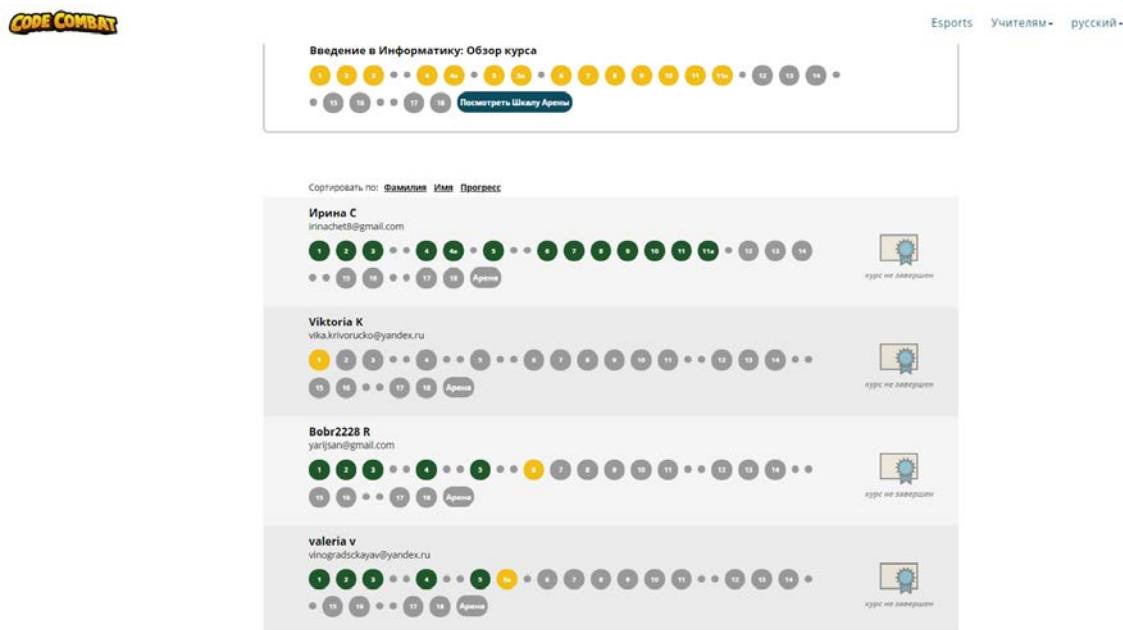 CODE COMBAT
Esports Учителям русский
Введение в Информатику: Обзор курса
1 2 3 4 4a 5 5a 6 7 8 9 10 11 11a 12 13 14
15 16 17 18 Посмотреть Шкалу Арены
Сортировать по: Фамилия Имя Прогресс
Ирина С
irinachet8@gmail.com
1 2 3 4 4a 5 6 7 8 9 10 11 11a 12 13 14
15 16 17 18 Арена
курс не завершен
Viktoria K
vika.krivorucko@yandex.ru
1 2 3 4 5 6 7 8 9 10 11 12 13 14
15 16 17 18 Арена
курс не завершен
Bobr2228 R
yarijsan@gmail.com
1 2 3 4 5 6 7 8 9 10 11 12 13 14
15 16 17 18 Арена
курс не завершен
valeria v
vinogradsckayav@yandex.ru
1 2 3 4 5 5a 6 7 8 9 10 11 12 13 14
15 16 17 18 Арена
курс не завершен